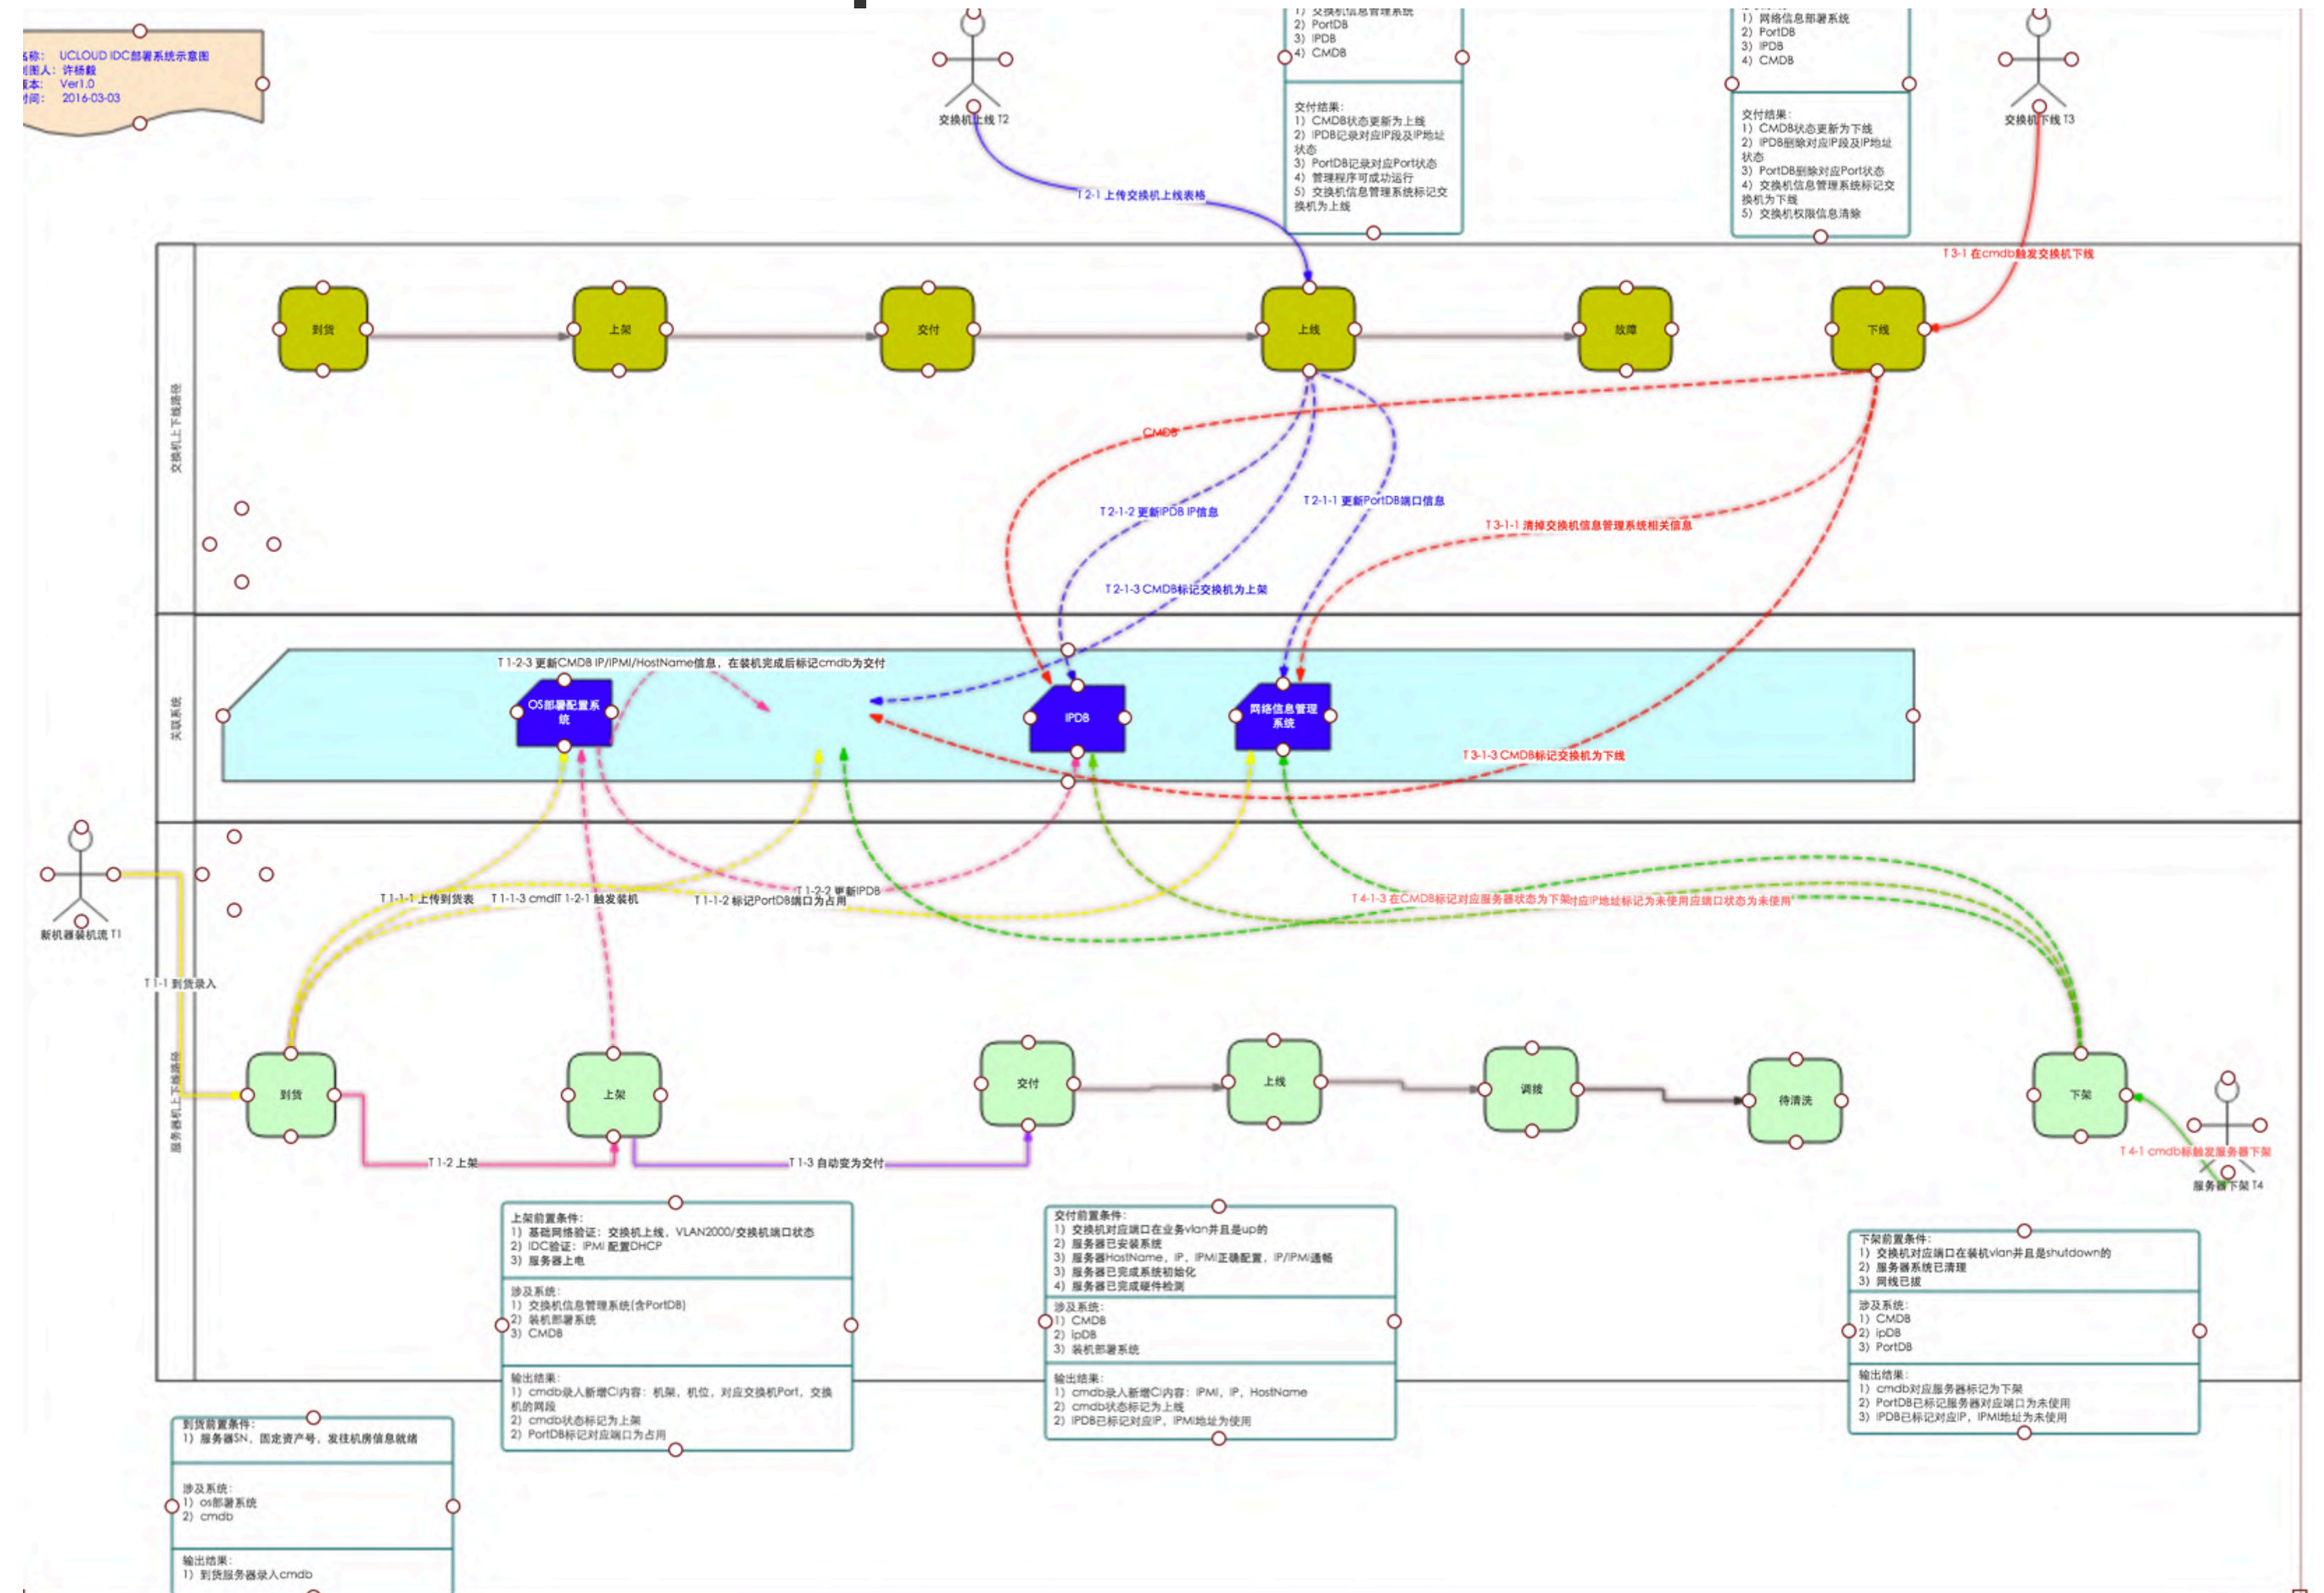 名称： UCLOUD IDC部署系统示意图
制图人：许杨毅
版本： Ver1.0
时间： 2016-03-03
交换机上线 T2
1）交换机信息管理系统
2）PortDB
3）IPDB
4）CMDB
交付结果：
1）CMDB状态更新为上线
2）IPDB记录对应IP段及IP地址
状态
3）PortDB记录对应Port状态
4）管理程序可成功运行
5）交换机信息管理系统标记交
换机为上线
1）网络信息部署系统
2）PortDB
3）IPDB
4）CMDB
交付结果：
1）CMDB状态更新为下线
2）IPDB删除对应IP段及IP地址
状态
3）PortDB删除对应Port状态
4）交换机信息管理系统标记交
换机为下线
5）交换机权限信息清除
交换机下线 T3
T 2-1 上传交换机上线表格
T 3-1 在cmdb触发交换机下线
交换机上下线路径
到货
上架
交付
上线
故障
下线
CMDB
T 2-1-2 更新IPDB IP信息
T 2-1-1 更新PortDB端口信息
T 3-1-1 清掉交换机信息管理系统相关信息
T 2-1-3 CMDB标记交换机为上架
关联系统
T 1-2-3 更新CMDB IP/IPMI/HostName信息，在装机完成后标记cmdb为交付
OS部署配置系
统
IPDB
网络信息管理
系统
T 3-1-3 CMDB标记交换机为下线
新机器装机流 T1
服务器机上下线路径
T 1-1-1 上传到货表
T 1-1-3 cmd
T 1-2-1 触发装机
T 1-2-2 更新IPDB
T 1-1-2 标记PortDB端口为占用
T 4-1-3 在CMDB标记对应服务器状态为下架
对应IP地址标记为未使用
应端口状态为未使用
T 1-1 到货录入
到货
上架
交付
上线
调拨
待清洗
下架
T 1-2 上架
T 1-3 自动变为交付
T 4-1 cmdb标触发服务器下架
服务器下架 T4
上架前置条件：
1）基础网络验证：交换机上线，VLAN2000/交换机端口状态
2）IDC验证：IPMI 配置DHCP
3）服务器上电
涉及系统：
1）交换机信息管理系统(含PortDB)
2）装机部署系统
3）CMDB
输出结果：
1）cmdb录入新增CI内容：机架，机位，对应交换机Port，交换
机的网段
2）cmdb状态标记为上架
2）PortDB标记对应端口为占用
交付前置条件：
1）交换机对应端口在业务vlan并且是up的
2）服务器已安装系统
3）服务器HostName，IP，IPMI正确配置，IP/IPMI通畅
3）服务器已完成系统初始化
4）服务器已完成硬件检测
涉及系统：
1）CMDB
2）ipDB
3）装机部署系统
输出结果：
1）cmdb录入新增CI内容：IPMI，IP，HostName
2）cmdb状态标记为上线
2）IPDB已标记对应IP，IPMI地址为使用
下架前置条件：
1）交换机对应端口在装机vlan并且是shutdown的
2）服务器系统已清理
3）网线已拔
涉及系统：
1）CMDB
2）ipDB
3）PortDB
输出结果：
1）cmdb对应服务器标记为下架
2）PortDB已标记服务器对应端口为未使用
3）IPDB已标记对应IP，IPMI地址为未使用
到货前置条件：
1）服务器SN，固定资产号，发往机房信息就绪
涉及系统：
1）os部署系统
2）cmdb
输出结果：
1）到货服务器录入cmdb